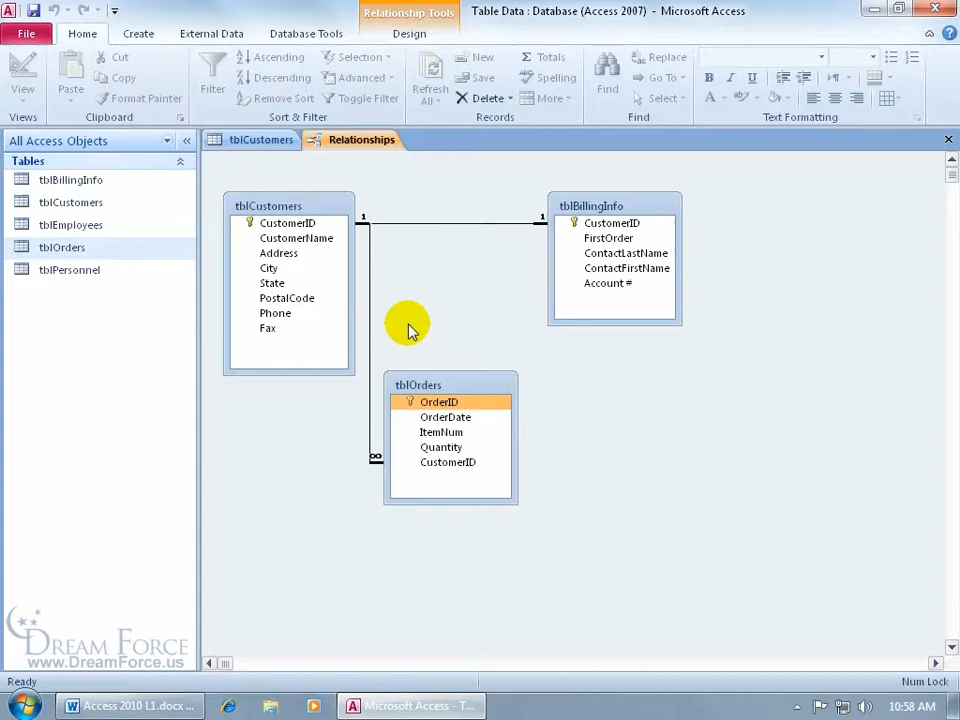 Relationship Tools
Table Data : Database (Access 2007) - Microsoft Access
File
Home
Create
External Data
Database Tools
Design
View
Views
Paste
Cut
Copy
Format Painter
Clipboard
Filter
Ascending
Descending
Remove Sort
Selection
Advanced
Toggle Filter
Sort & Filter
Refresh
All
New
Save
Delete
Totals
Spelling
More
Records
Find
Replace
Go To
Select
Find
B I U
A
Text Formatting
All Access Objects
tblCustomers
Relationships
Tables
tblBillingInfo
tblCustomers
tblEmployees
tblOrders
tblPersonnel
tblCustomers
CustomerID
CustomerName
Address
City
State
PostalCode
Phone
Fax
1
1
∞
tblBillingInfo
CustomerID
FirstOrder
ContactLastName
ContactFirstName
Account #
tblOrders
OrderID
OrderDate
ItemNum
Quantity
CustomerID
DREAM FORCE
www.DreamForce.us
Ready
Num Lock
Access 2010 L1.docx ...
Microsoft Access - T...
10:58 AM